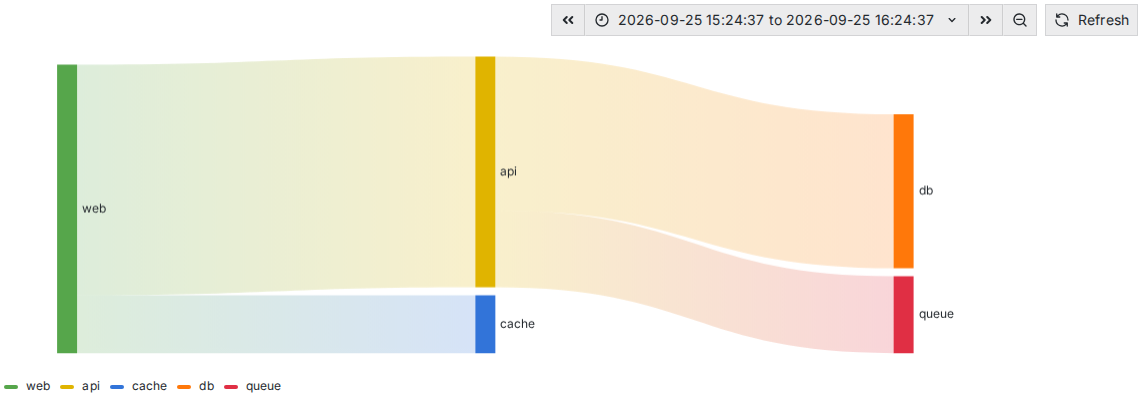 2026-09-25 15:24:37 to 2026-09-25 16:24:37 Refresh
api
db
web
queue
cache
web api cache db queue